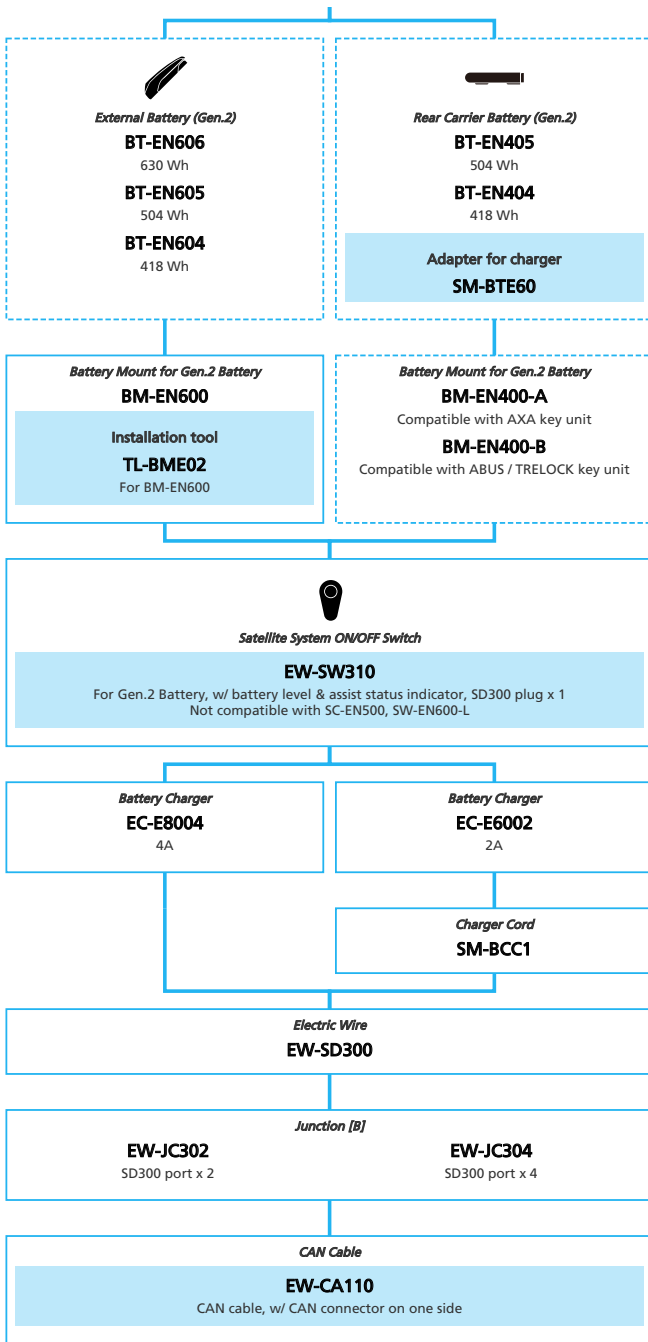 External Battery (Gen.2)
BT-EN606
630 Wh
BT-EN605
504 Wh
BT-EN604
418 Wh
Rear Carrier Battery (Gen.2)
BT-EN405
504 Wh
BT-EN404
418 Wh
Adapter for charger
SM-BTE60
Battery Mount for Gen.2 Battery
BM-EN600
Installation tool
TL-BME02
For BM-EN600
Battery Mount for Gen.2 Battery
BM-EN400-A
Compatible with AXA key unit
BM-EN400-B
Compatible with ABUS / TRELOCK key unit
Satellite System ON/OFF Switch
EW-SW310
For Gen.2 Battery, w/ battery level & assist status indicator, SD300 plug x 1
Not compatible with SC-EN500, SW-EN600-L
Battery Charger
EC-E8004
4A
Battery Charger
EC-E6002
2A
Charger Cord
SM-BCC1
Electric Wire
EW-SD300
Junction [B]
EW-JC302
SD300 port x 2
EW-JC304
SD300 port x 4
CAN Cable
EW-CA110
CAN cable, w/ CAN connector on one side